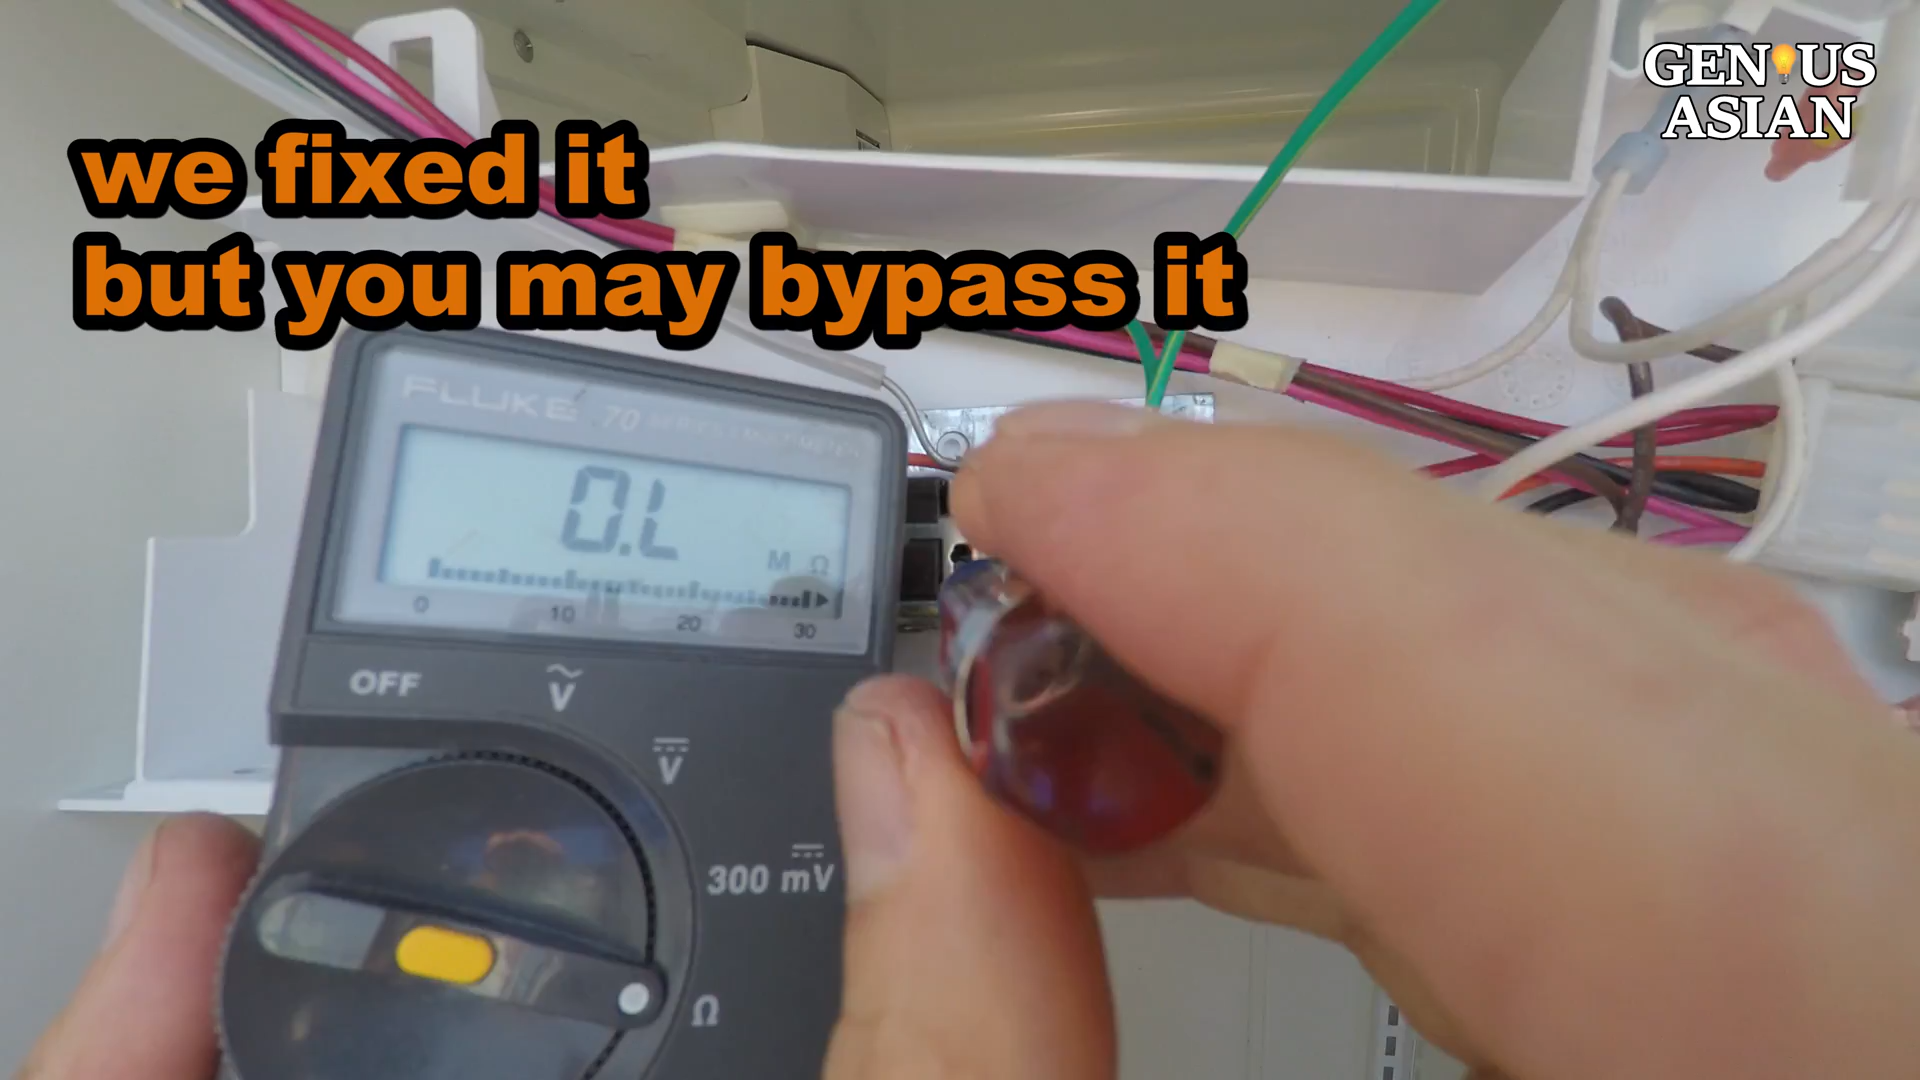 GENIUS
ASIAN
we fixed it
but you may bypass it
FLUKE 70
O.L
M Ω
0 10 20 30
OFF
V
V
300 mV
Ω